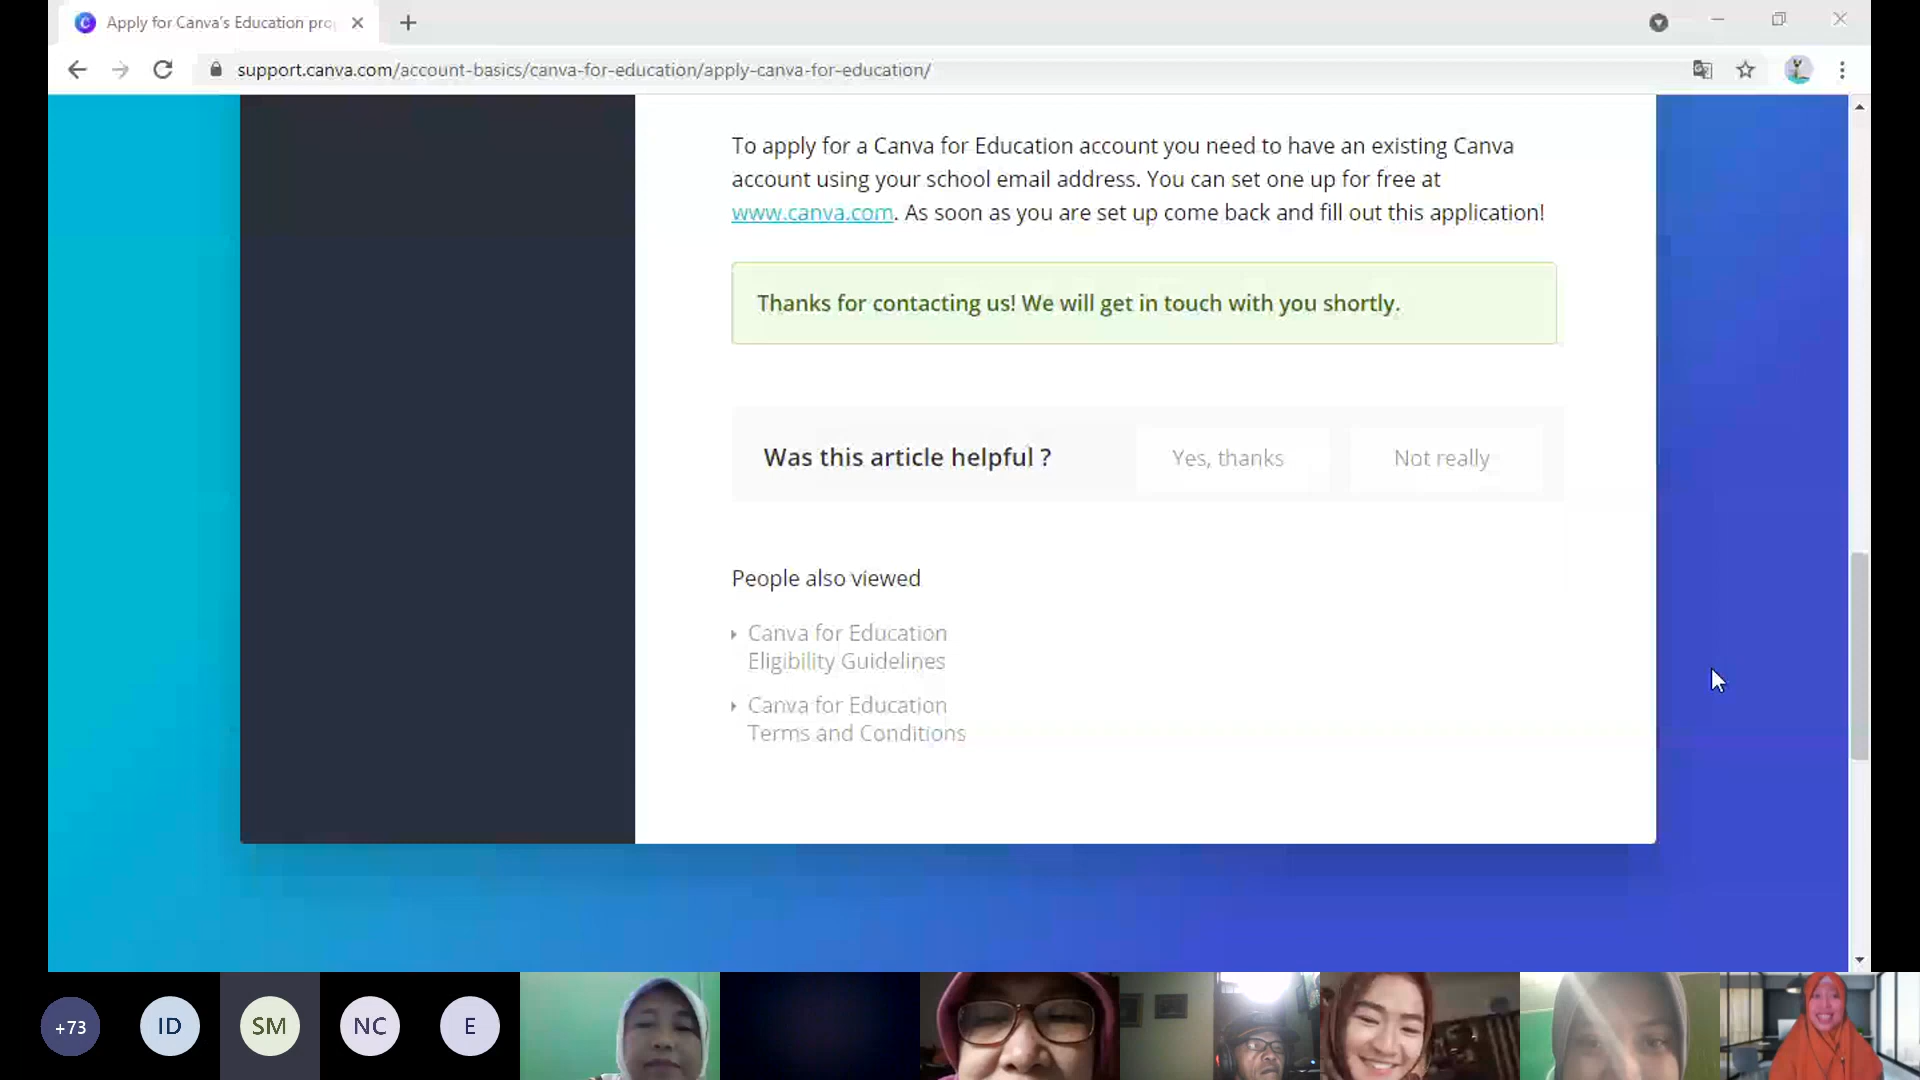 Apply for Canva's Education pro
support.canva.com/account-basics/canva-for-education/apply-canva-for-education/
To apply for a Canva for Education account you need to have an existing Canva
account using your school email address. You can set one up for free at
www.canva.com. As soon as you are set up come back and fill out this application!
Thanks for contacting us! We will get in touch with you shortly.
Was this article helpful ?
Yes, thanks
Not really
People also viewed
Canva for Education
Eligibility Guidelines
Canva for Education
Terms and Conditions
+73
ID
SM
NC
E